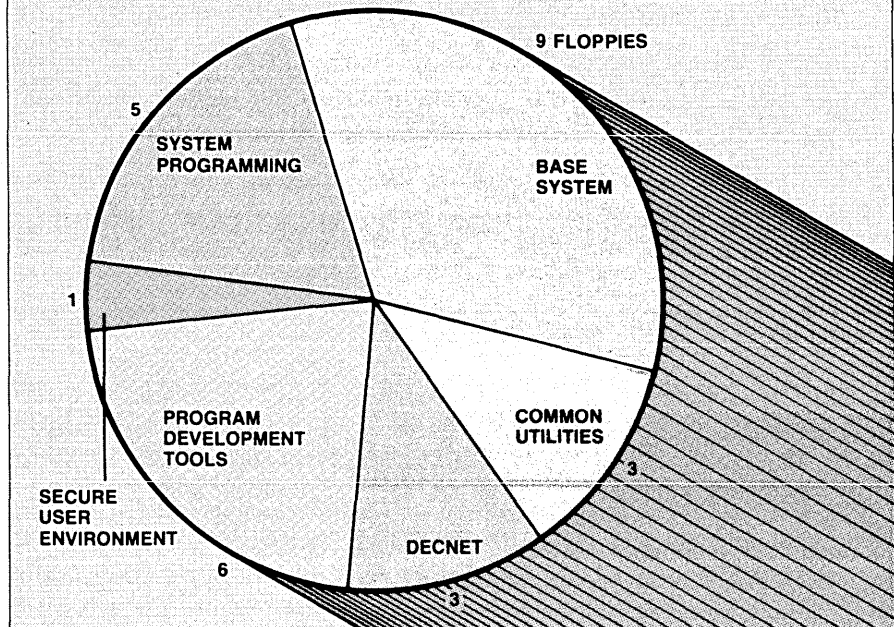 9 FLOPPIES
5
SYSTEM
PROGRAMMING
BASE
SYSTEM
1
COMMON
UTILITIES
3
PROGRAM
DEVELOPMENT
TOOLS
SECURE
USER
ENVIRONMENT
DECNET
6
3